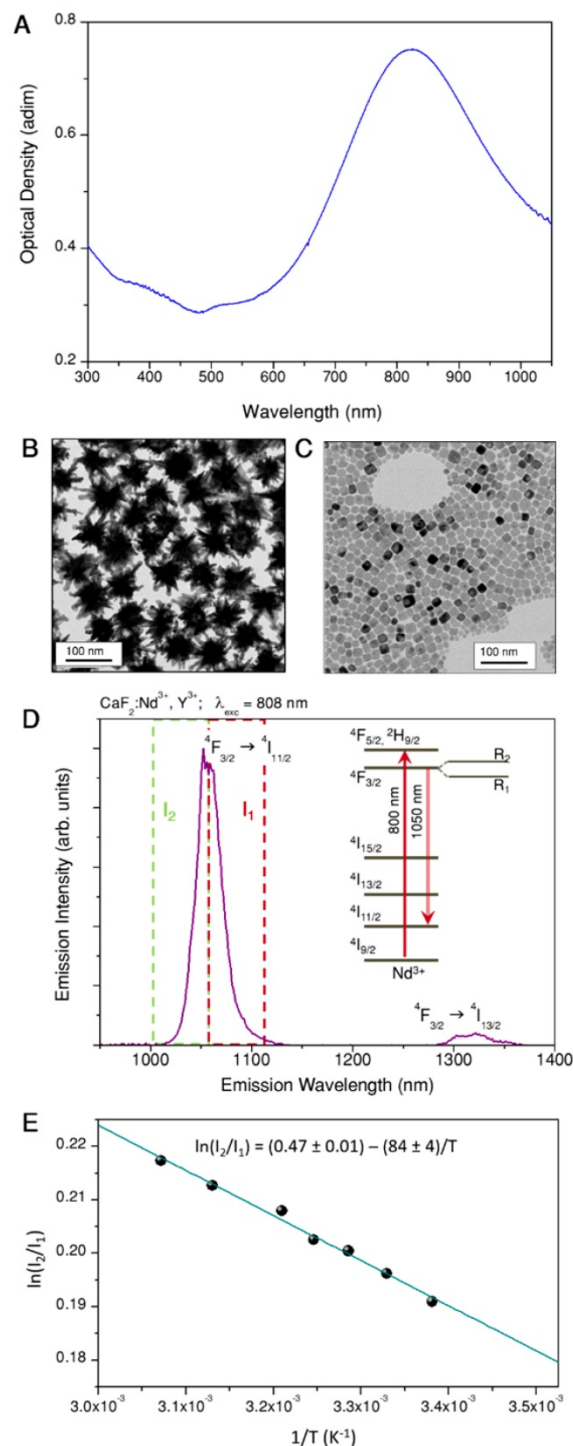 A
Optical Density (adim)
0.8
0.6
0.4
0.2
300 400 500 600 700 800 900 1000
Wavelength (nm)
B
100 nm
C
100 nm
D
CaF₂:Nd³⁺, Y³⁺; λexc = 808 nm
⁴F₃/₂ → ⁴I₁₁/₂
I₂
I₁
⁴F₅/₂, ²H₉/₂
⁴F₃/₂
R₂
R₁
800 nm
1050 nm
⁴I₁₅/₂
⁴I₁₃/₂
⁴I₁₁/₂
⁴I₉/₂
Nd³⁺
⁴F₃/₂ → ⁴I₁₃/₂
Emission Intensity (arb. units)
1000 1100 1200 1300 1400
Emission Wavelength (nm)
E
ln(I₂/I₁) = (0.47 ± 0.01) − (84 ± 4)/T
ln(I₂/I₁)
0.22
0.21
0.20
0.19
0.18
3.0x10⁻³ 3.1x10⁻³ 3.2x10⁻³ 3.3x10⁻³ 3.4x10⁻³ 3.5x10⁻³
1/T (K⁻¹)